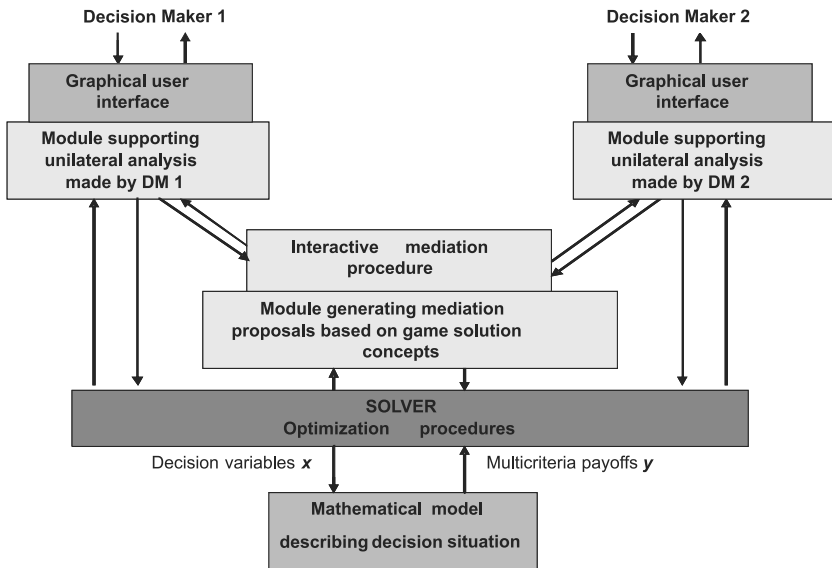 Decision Maker 1
Decision Maker 2
Graphical user
interface
Graphical user
interface
Module supporting
unilateral analysis
made by DM 1
Module supporting
unilateral analysis
made by DM 2
Interactive mediation
procedure
Module generating mediation
proposals based on game solution
concepts
SOLVER
Optimization procedures
Decision variables x
Multicriteria payoffs y
Mathematical model
describing decision situation